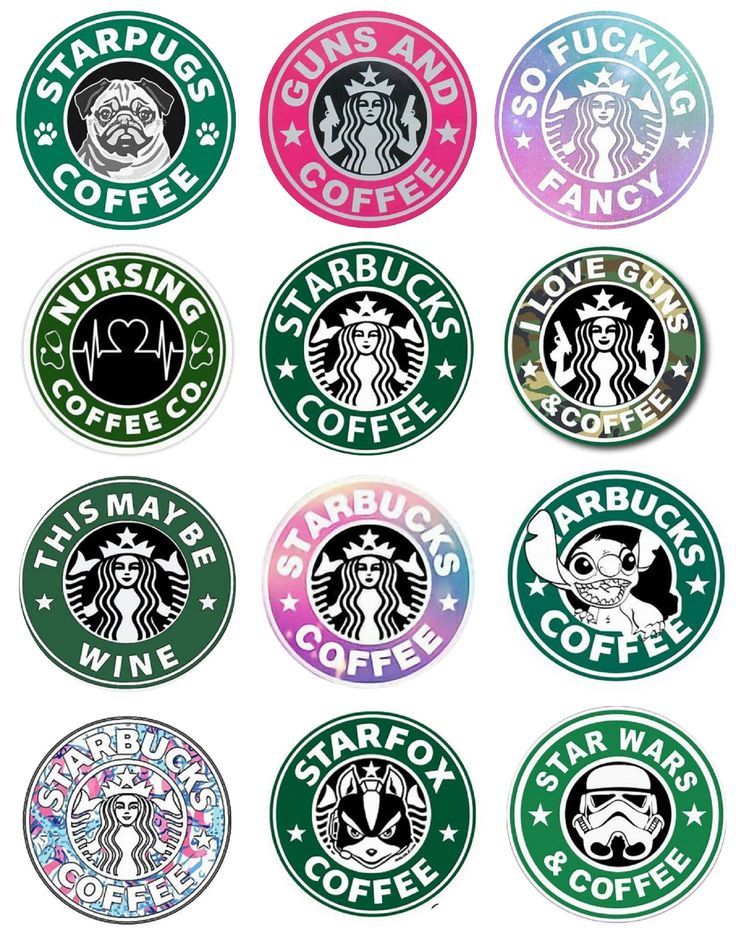 STARPUGS
COFFEE
GUNS AND
COFFEE
SO FUCKING
FANCY
NURSING
COFFEE CO.
STARBUCKS
COFFEE
I LOVE GUNS
& COFFEE
THIS MAYBE
WINE
STARBUCKS
COFFEE
ARBUCKS
COFFEE
STARBUCKS
COFFEE
STARFOX
COFFEE
STAR WARS
& COFFEE